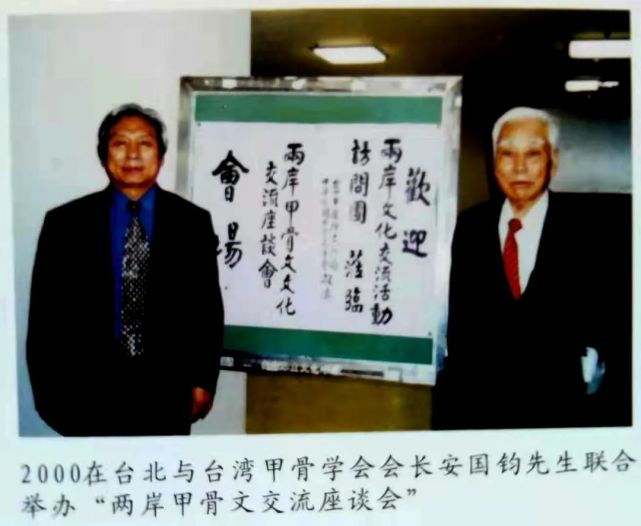 歡迎
兩岸文化交流活動
訪問團 蒞臨
兩岸甲骨文文化
交流座談會
會場
2000在台北与台湾甲骨学会会长安国钧先生联合
举办“两岸甲骨文交流座谈会”